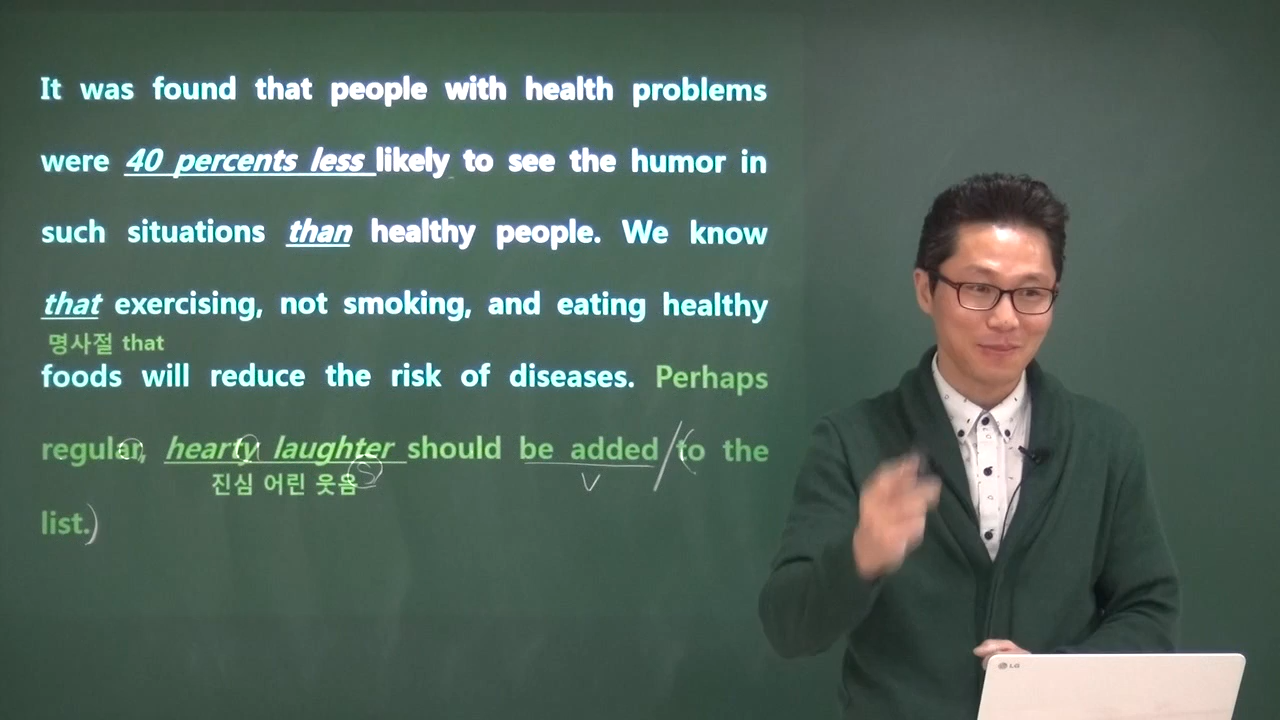 It was found that people with health problems
were 40 percents less likely to see the humor in
such situations than healthy people. We know
that exercising, not smoking, and eating healthy
명사절 that
foods will reduce the risk of diseases. Perhaps
regular, hearty laughter should be added / (to the
진심 어린 웃음 S V
list.)
LG